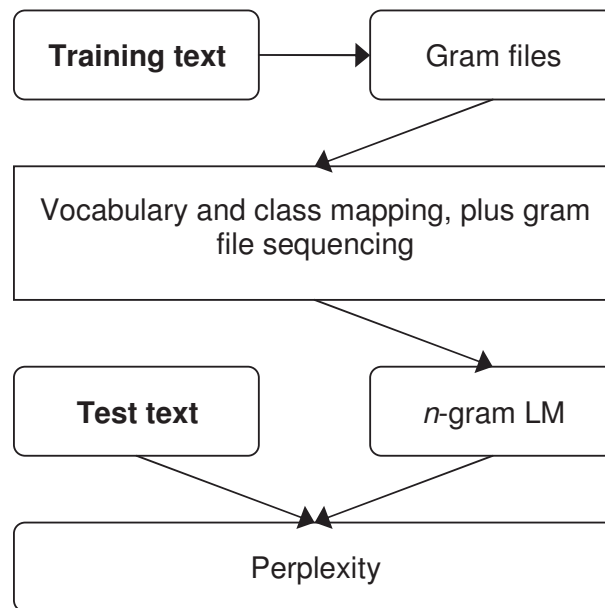 Training text
Gram files
Vocabulary and class mapping, plus gram
file sequencing
Test text
n-gram LM
Perplexity